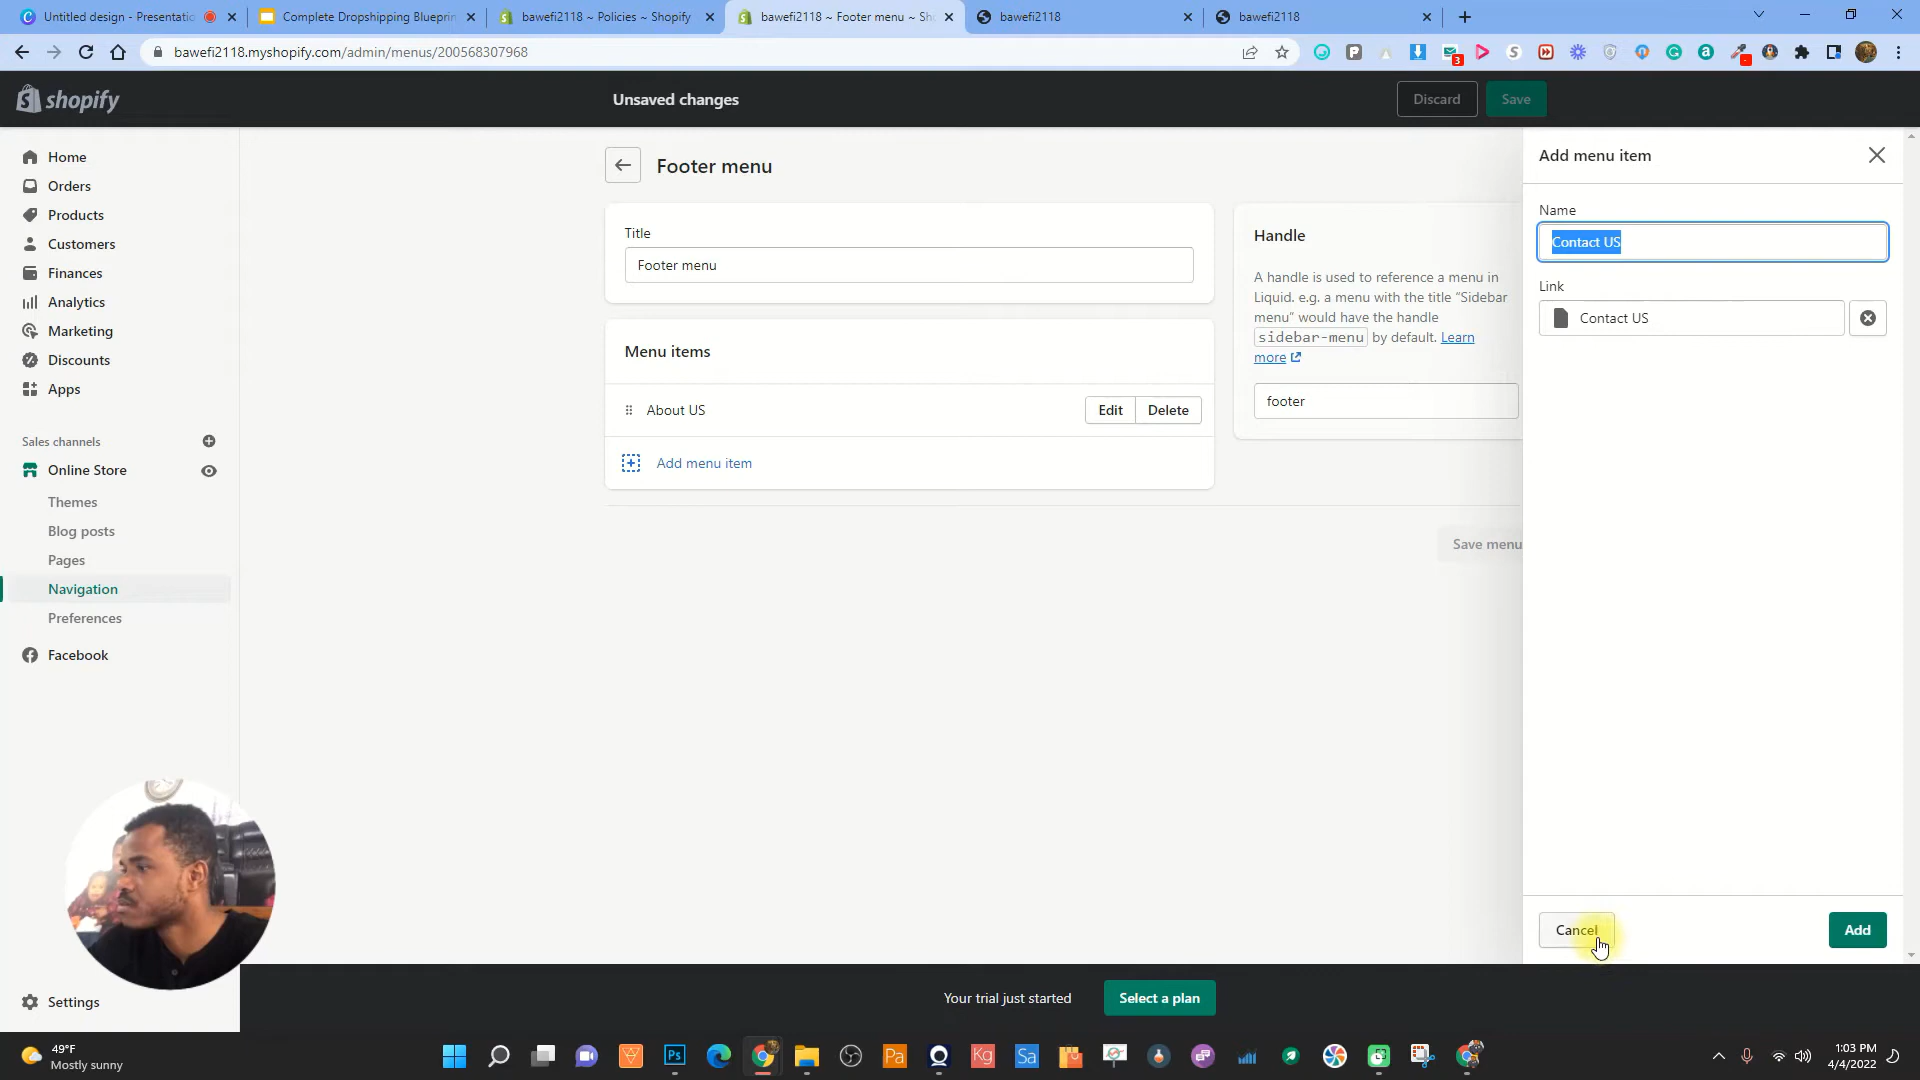 Untitled design - Presentatio
Complete Dropshipping Blueprin
bawefi2118 ~ Policies ~ Shopify
bawefi2118 ~ Footer menu ~ Sh
bawefi2118
bawefi2118
bawefi2118.myshopify.com/admin/menus/200568307968
shopify
Unsaved changes
Discard
Save
Home
Orders
Products
Customers
Finances
Analytics
Marketing
Discounts
Apps
Sales channels
Online Store
Themes
Blog posts
Pages
Navigation
Preferences
Facebook
Settings
Footer menu
Title
Footer menu
Menu items
About US
Edit
Delete
Add menu item
Handle
A handle is used to reference a menu in
Liquid. e.g. a menu with the title “Sidebar
menu” would have the handle
sidebar-menu by default. Learn
more
footer
Save menu
Add menu item
Name
Contact US
Link
Contact US
Cancel
Add
Your trial just started
Select a plan
49°F
Mostly sunny
1:03 PM
4/4/2022